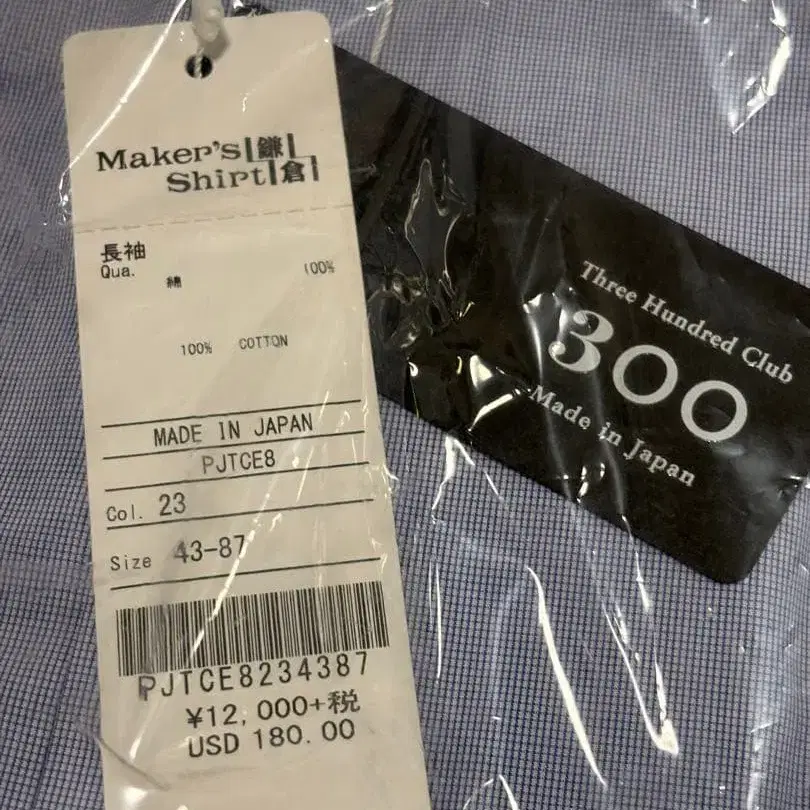 Maker's 鎌
Shirt 倉
長袖
Qua.
綿 100%
100% COTTON
MADE IN JAPAN
PJTCE8
Col. 23
Size 43-87
PJTCE8234387
¥12,000+税
USD 180.00
Three Hundred Club
300
Made in Japan